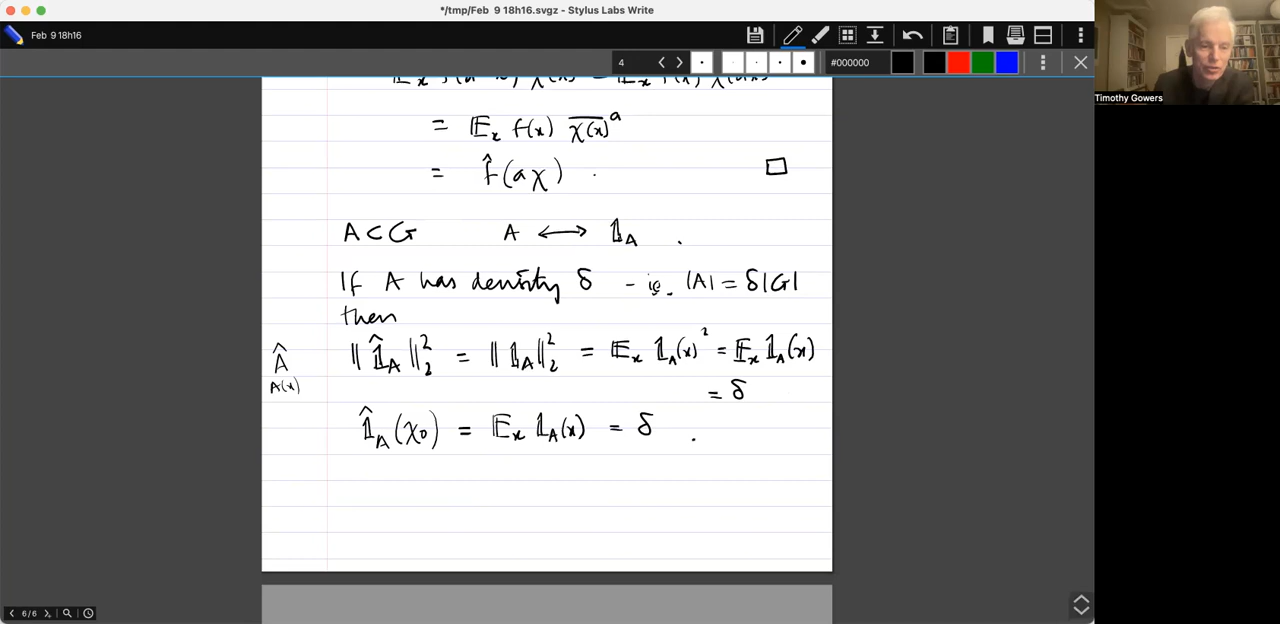 */tmp/Feb 9 18h16.svgz - Stylus Labs Write
Feb 9 18h16
4
#000000
Timothy Gowers
= 𝔼ₓ f(x) \overline{χ(x)}^a
= f̂(aχ) . □
A ⊂ G A ⟷ 𝟙_A .
If A has density δ - ie. |A| = δ|G|
then
Â ‖𝟙̂_A‖₂² = ‖𝟙_A‖₂² = 𝔼ₓ 𝟙_A(x)² = 𝔼ₓ 𝟙_A(x)
A(x)
= δ
𝟙̂_A(χ₀) = 𝔼ₓ 𝟙_A(x) = δ .
6/6